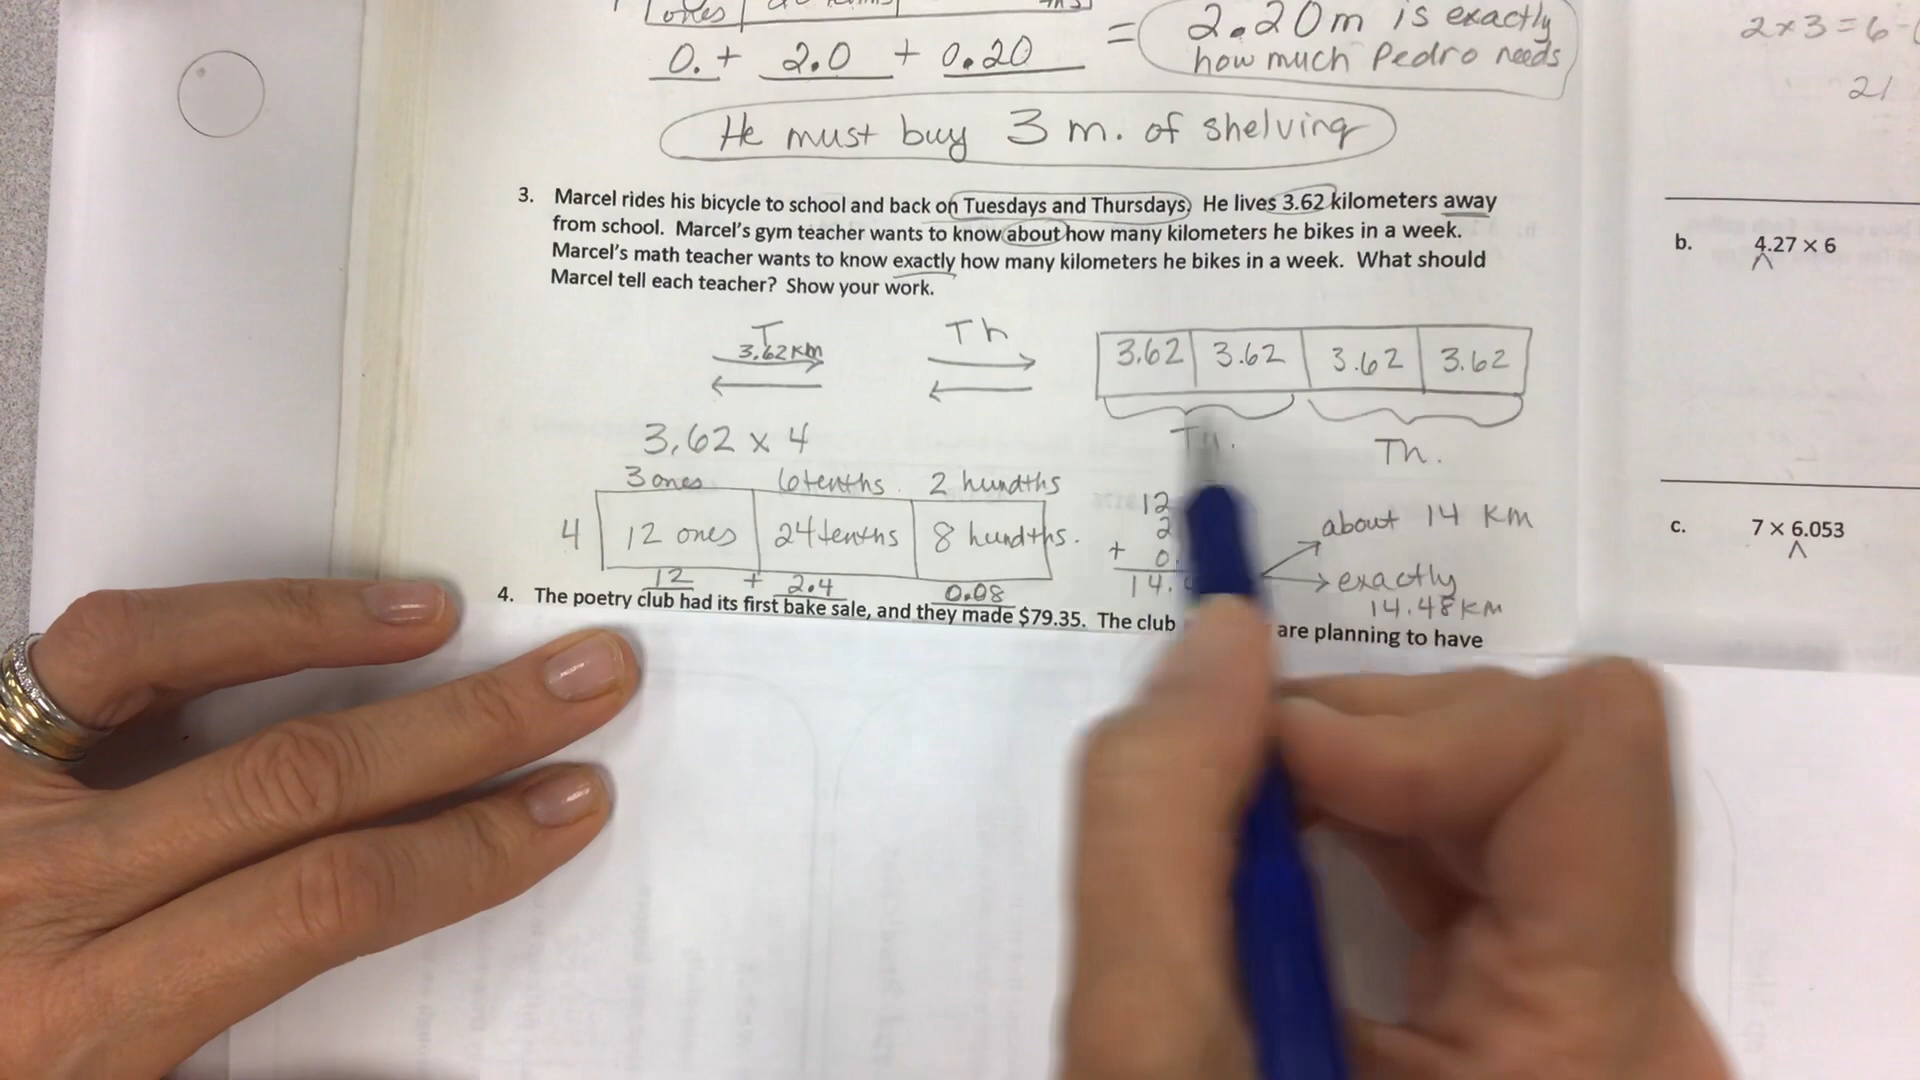 ones
0. + 2.0 + 0.20 = 2.20m is exactly
how much Pedro needs
He must buy 3 m. of shelving
3. Marcel rides his bicycle to school and back on Tuesdays and Thursdays. He lives 3.62 kilometers away
from school. Marcel's gym teacher wants to know about how many kilometers he bikes in a week.
Marcel's math teacher wants to know exactly how many kilometers he bikes in a week. What should
Marcel tell each teacher? Show your work.
T
3.62km
Th
3.62 3.62 3.62 3.62
Th.
3.62 x 4
3 ones 6 tenths 2 hundths
4 12 ones 24 tenths 8 hundths.
12 + 2.4 0.08
12
2
+ 0.
14.
about 14 Km
exactly
14.48Km
4. The poetry club had its first bake sale, and they made $79.35. The club are planning to have
2x3=6
21
b. 4.27 × 6
c. 7 × 6.053